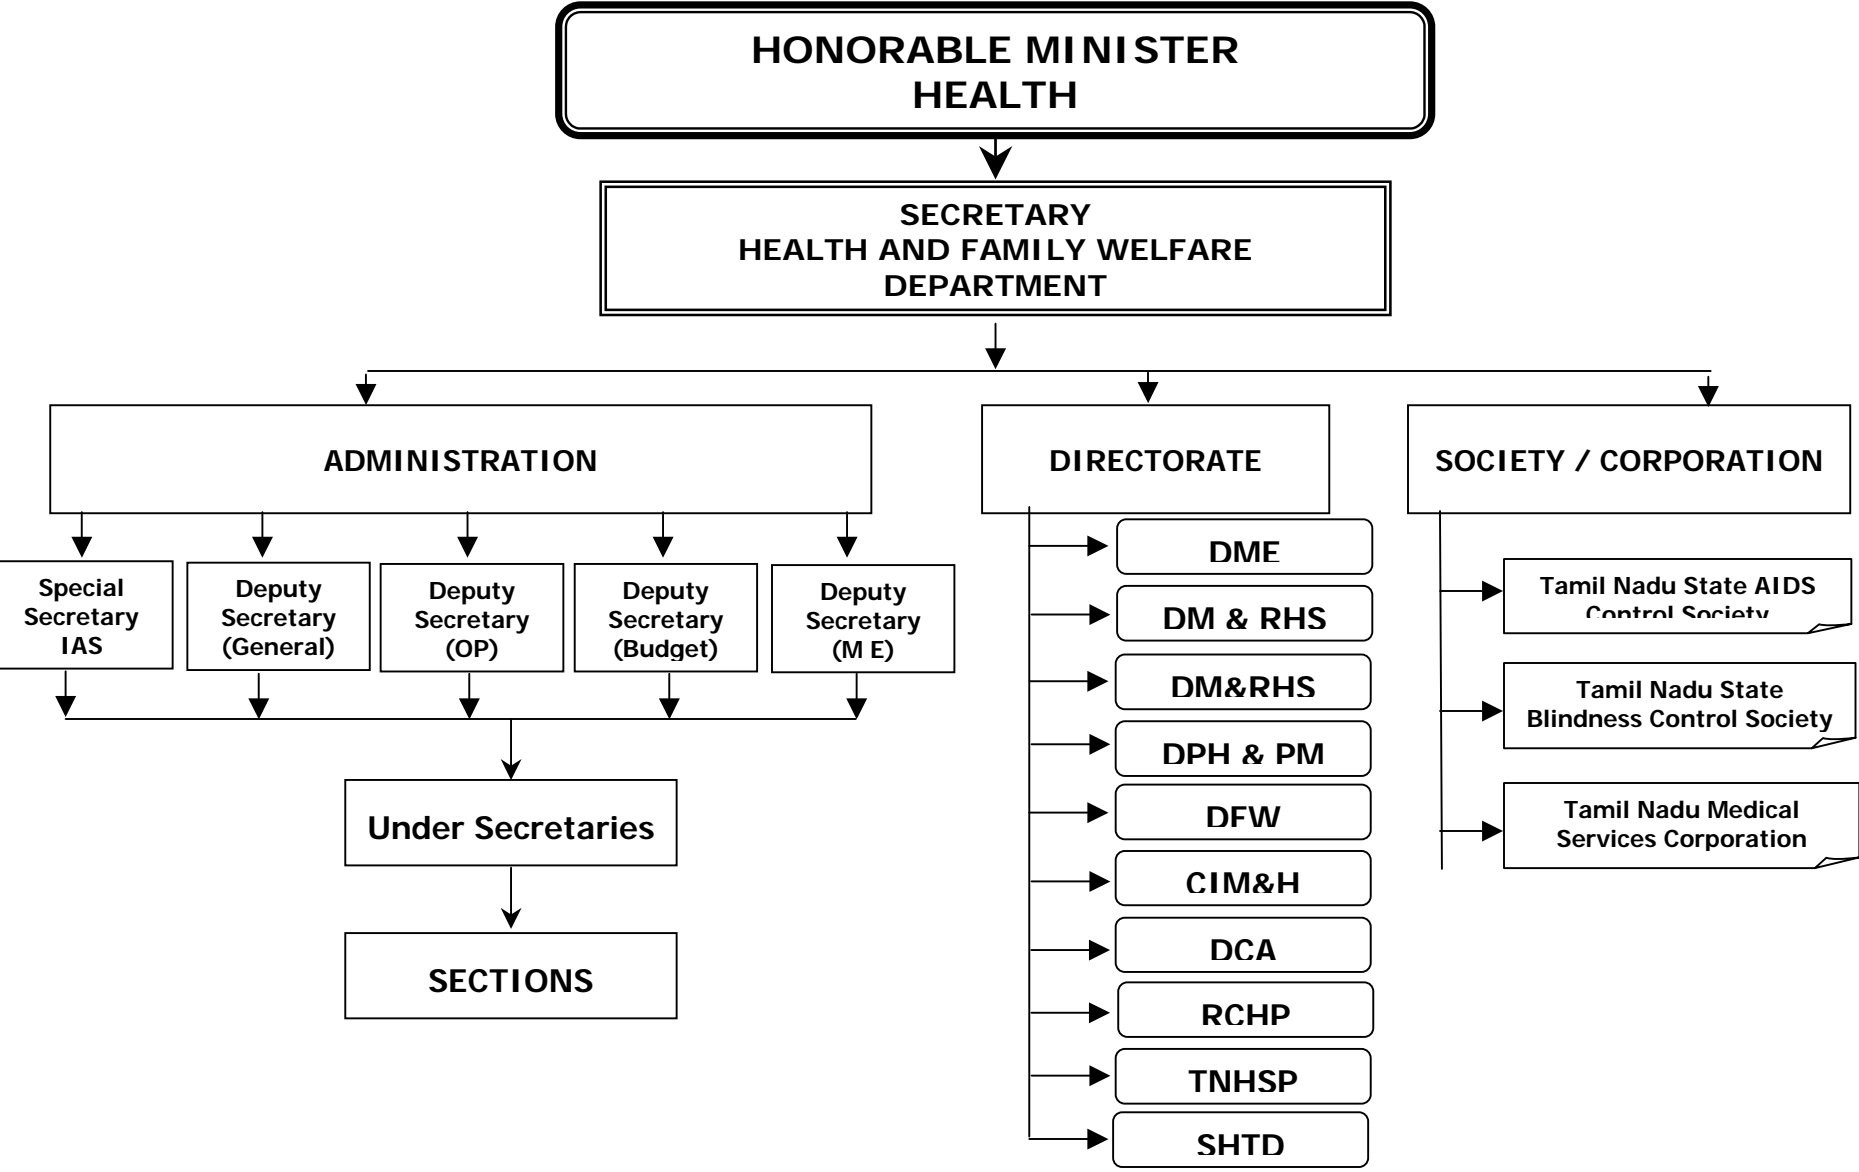 HONORABLE MINISTER
HEALTH
SECRETARY
HEALTH AND FAMILY WELFARE
DEPARTMENT
ADMINISTRATION
DIRECTORATE
SOCIETY / CORPORATION
Special
Secretary
IAS
Deputy
Secretary
(General)
Deputy
Secretary
(OP)
Deputy
Secretary
(Budget)
Deputy
Secretary
(M E)
Under Secretaries
SECTIONS
DME
DM & RHS
DM&RHS
DPH & PM
DFW
CIM&H
DCA
RCHP
TNHSP
SHTD
Tamil Nadu State AIDS
Control Society
Tamil Nadu State
Blindness Control Society
Tamil Nadu Medical
Services Corporation